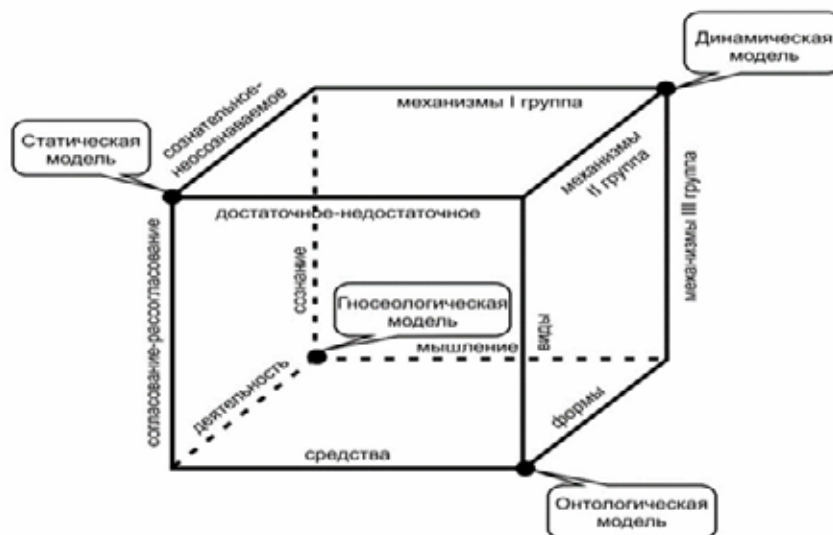 Динамическая
модель
механизмы I группа
сознательное-
неосознаваемое
Статическая
модель
механизмы
II группа
достаточное-недостаточное
механизмы III группа
согласование-рассогласование
сознание
Гносеологическая
модель
мышление
виды
деятельность
формы
средства
Онтологическая
модель